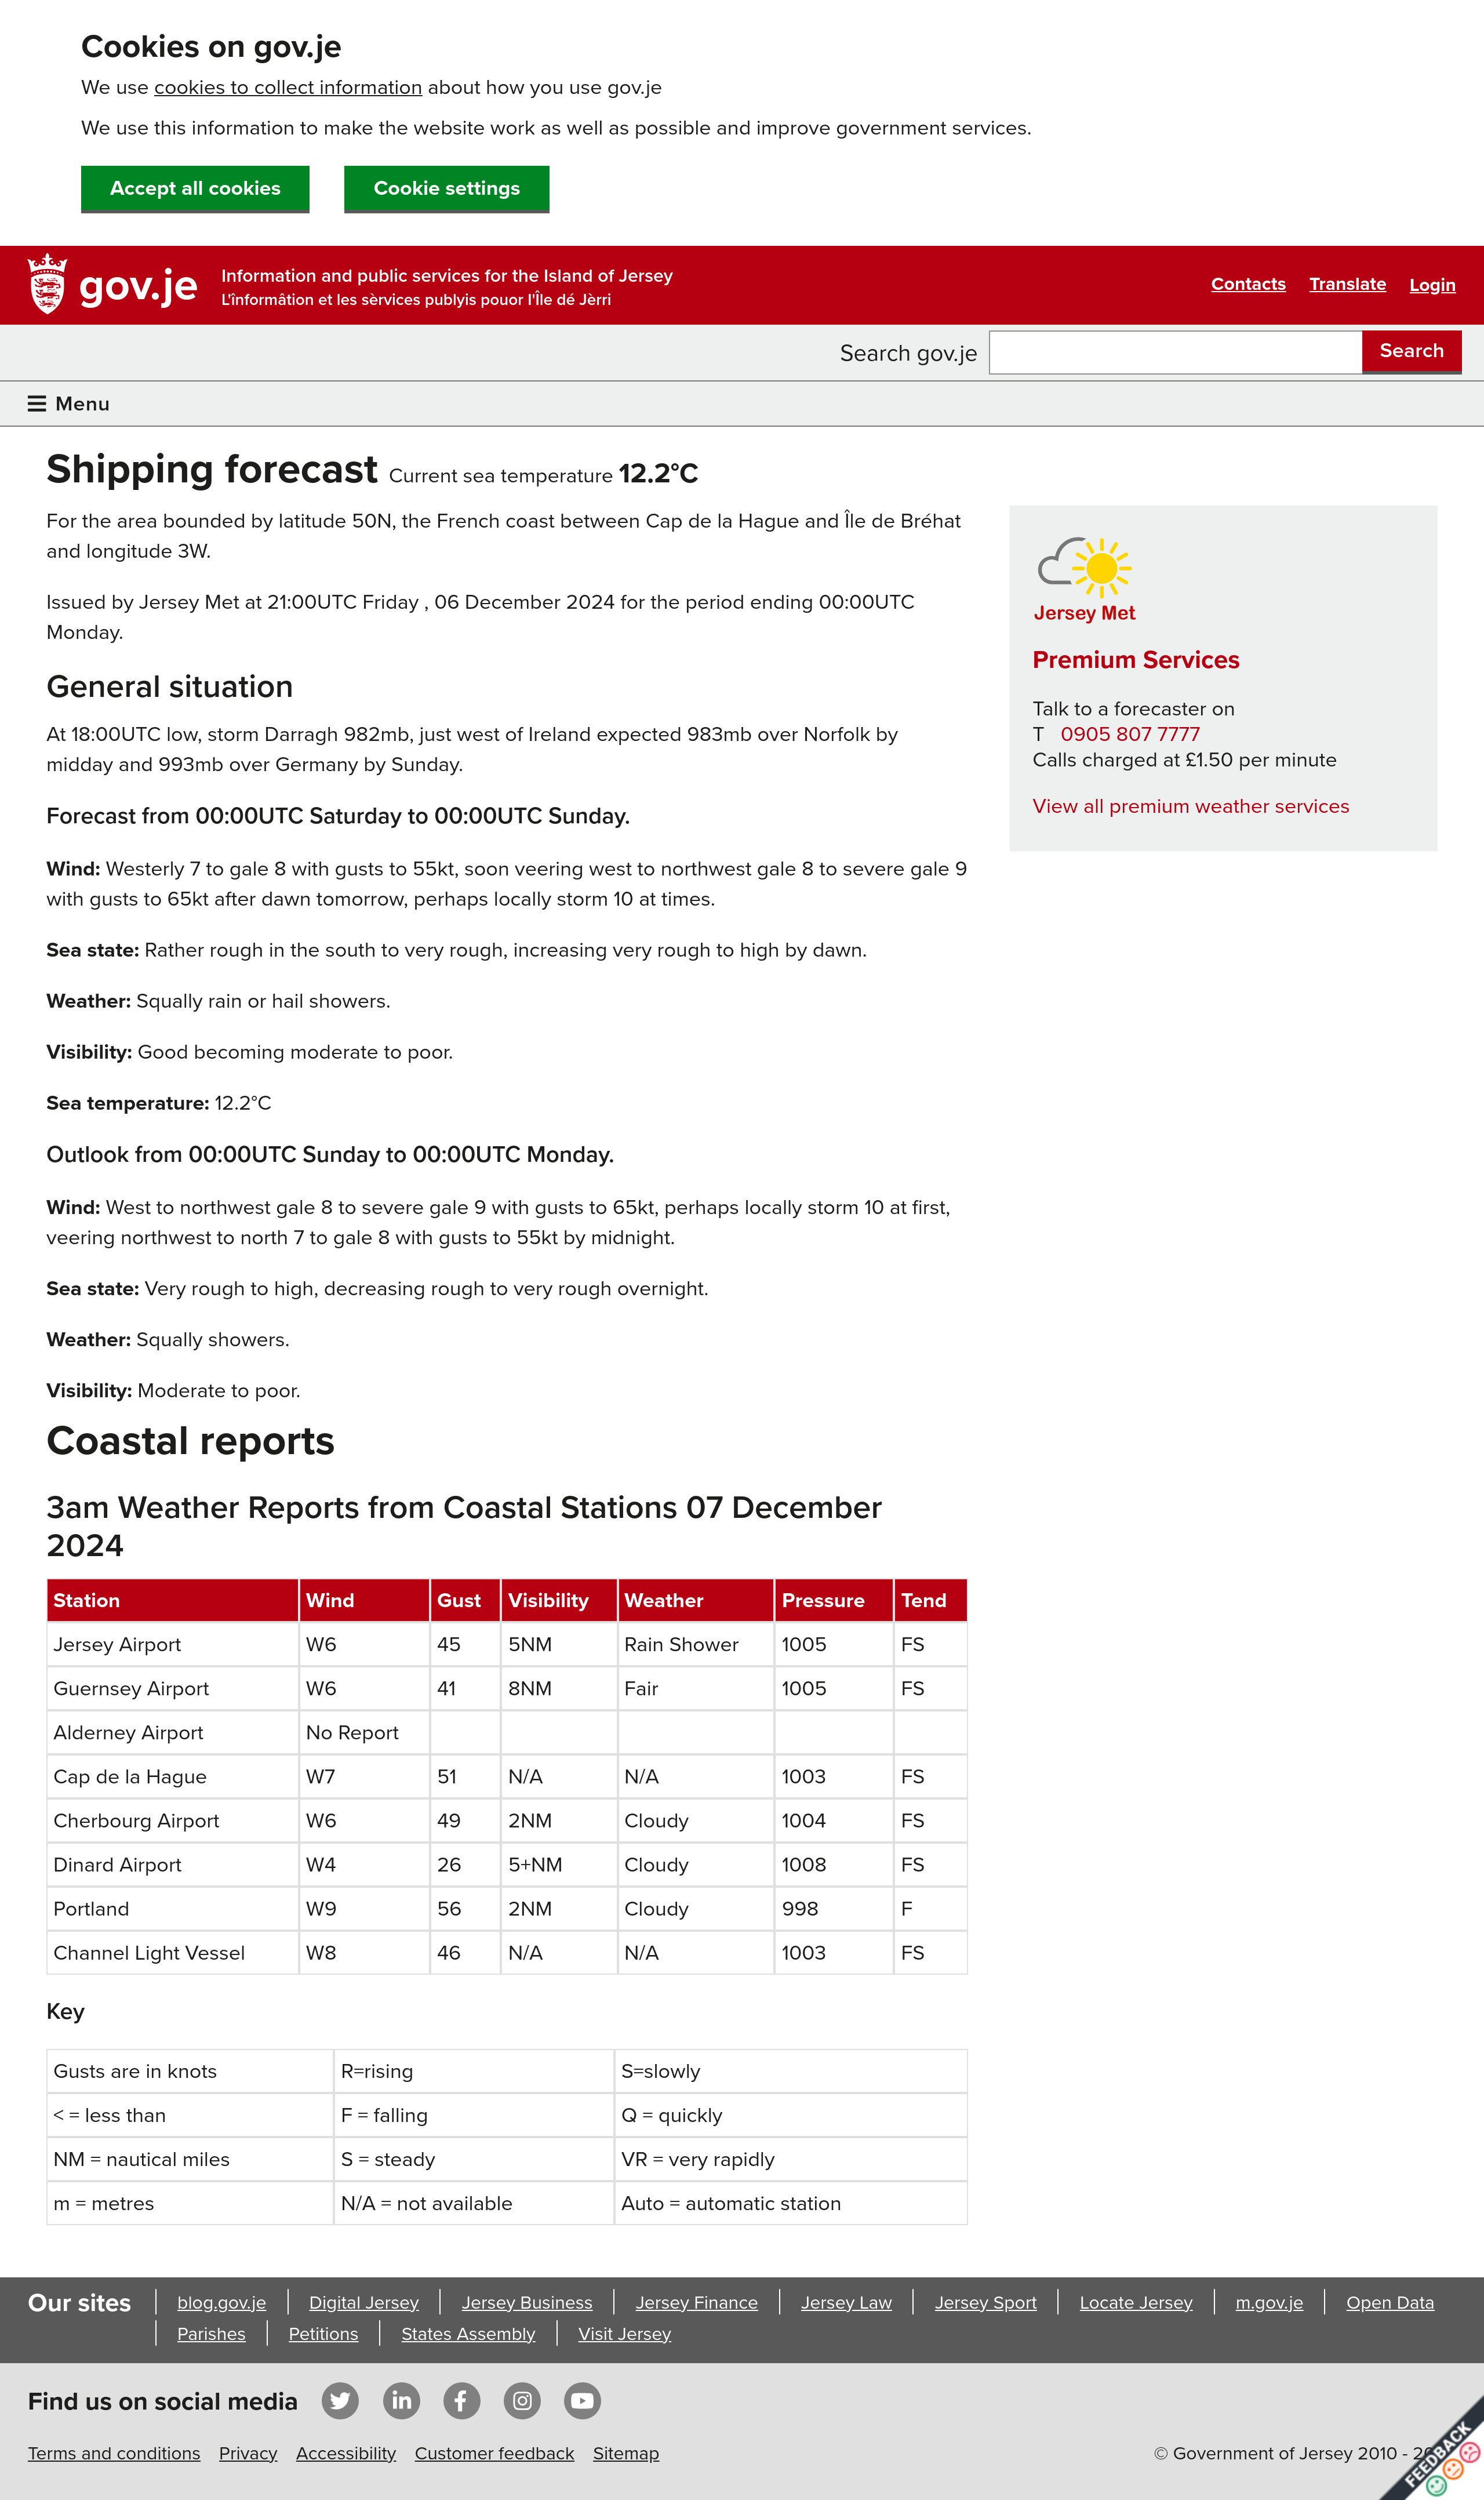 Cookies on gov.je
We use cookies to collect information about how you use gov.je
We use this information to make the website work as well as possible and improve government services.
Accept all cookies
Cookie settings
gov.je
Information and public services for the Island of Jersey
L'înformâtion et les sèrvices publyis pouor l'Île dé Jèrri
Contacts Translate Login
Search gov.je
Search
Menu
Shipping forecast Current sea temperature 12.2°C
For the area bounded by latitude 50N, the French coast between Cap de la Hague and Île de Bréhat
and longitude 3W.
Issued by Jersey Met at 21:00UTC Friday , 06 December 2024 for the period ending 00:00UTC
Monday.
General situation
At 18:00UTC low, storm Darragh 982mb, just west of Ireland expected 983mb over Norfolk by
midday and 993mb over Germany by Sunday.
Forecast from 00:00UTC Saturday to 00:00UTC Sunday.
Wind: Westerly 7 to gale 8 with gusts to 55kt, soon veering west to northwest gale 8 to severe gale 9
with gusts to 65kt after dawn tomorrow, perhaps locally storm 10 at times.
Sea state: Rather rough in the south to very rough, increasing very rough to high by dawn.
Weather: Squally rain or hail showers.
Visibility: Good becoming moderate to poor.
Sea temperature: 12.2°C
Outlook from 00:00UTC Sunday to 00:00UTC Monday.
Wind: West to northwest gale 8 to severe gale 9 with gusts to 65kt, perhaps locally storm 10 at first,
veering northwest to north 7 to gale 8 with gusts to 55kt by midnight.
Sea state: Very rough to high, decreasing rough to very rough overnight.
Weather: Squally showers.
Visibility: Moderate to poor.
Jersey Met
Premium Services
Talk to a forecaster on
T 0905 807 7777
Calls charged at £1.50 per minute
View all premium weather services
Coastal reports
3am Weather Reports from Coastal Stations 07 December
2024
Station Wind Gust Visibility Weather Pressure Tend
Jersey Airport W6 45 5NM Rain Shower 1005 FS
Guernsey Airport W6 41 8NM Fair 1005 FS
Alderney Airport No Report
Cap de la Hague W7 51 N/A N/A 1003 FS
Cherbourg Airport W6 49 2NM Cloudy 1004 FS
Dinard Airport W4 26 5+NM Cloudy 1008 FS
Portland W9 56 2NM Cloudy 998 F
Channel Light Vessel W8 46 N/A N/A 1003 FS
Key
Gusts are in knots R=rising S=slowly
< = less than F = falling Q = quickly
NM = nautical miles S = steady VR = very rapidly
m = metres N/A = not available Auto = automatic station
Our sites blog.gov.je Digital Jersey Jersey Business Jersey Finance Jersey Law Jersey Sport Locate Jersey m.gov.je Open Data
Parishes Petitions States Assembly Visit Jersey
Find us on social media
Terms and conditions Privacy Accessibility Customer feedback Sitemap
© Government of Jersey 2010 -
FEEDBACK